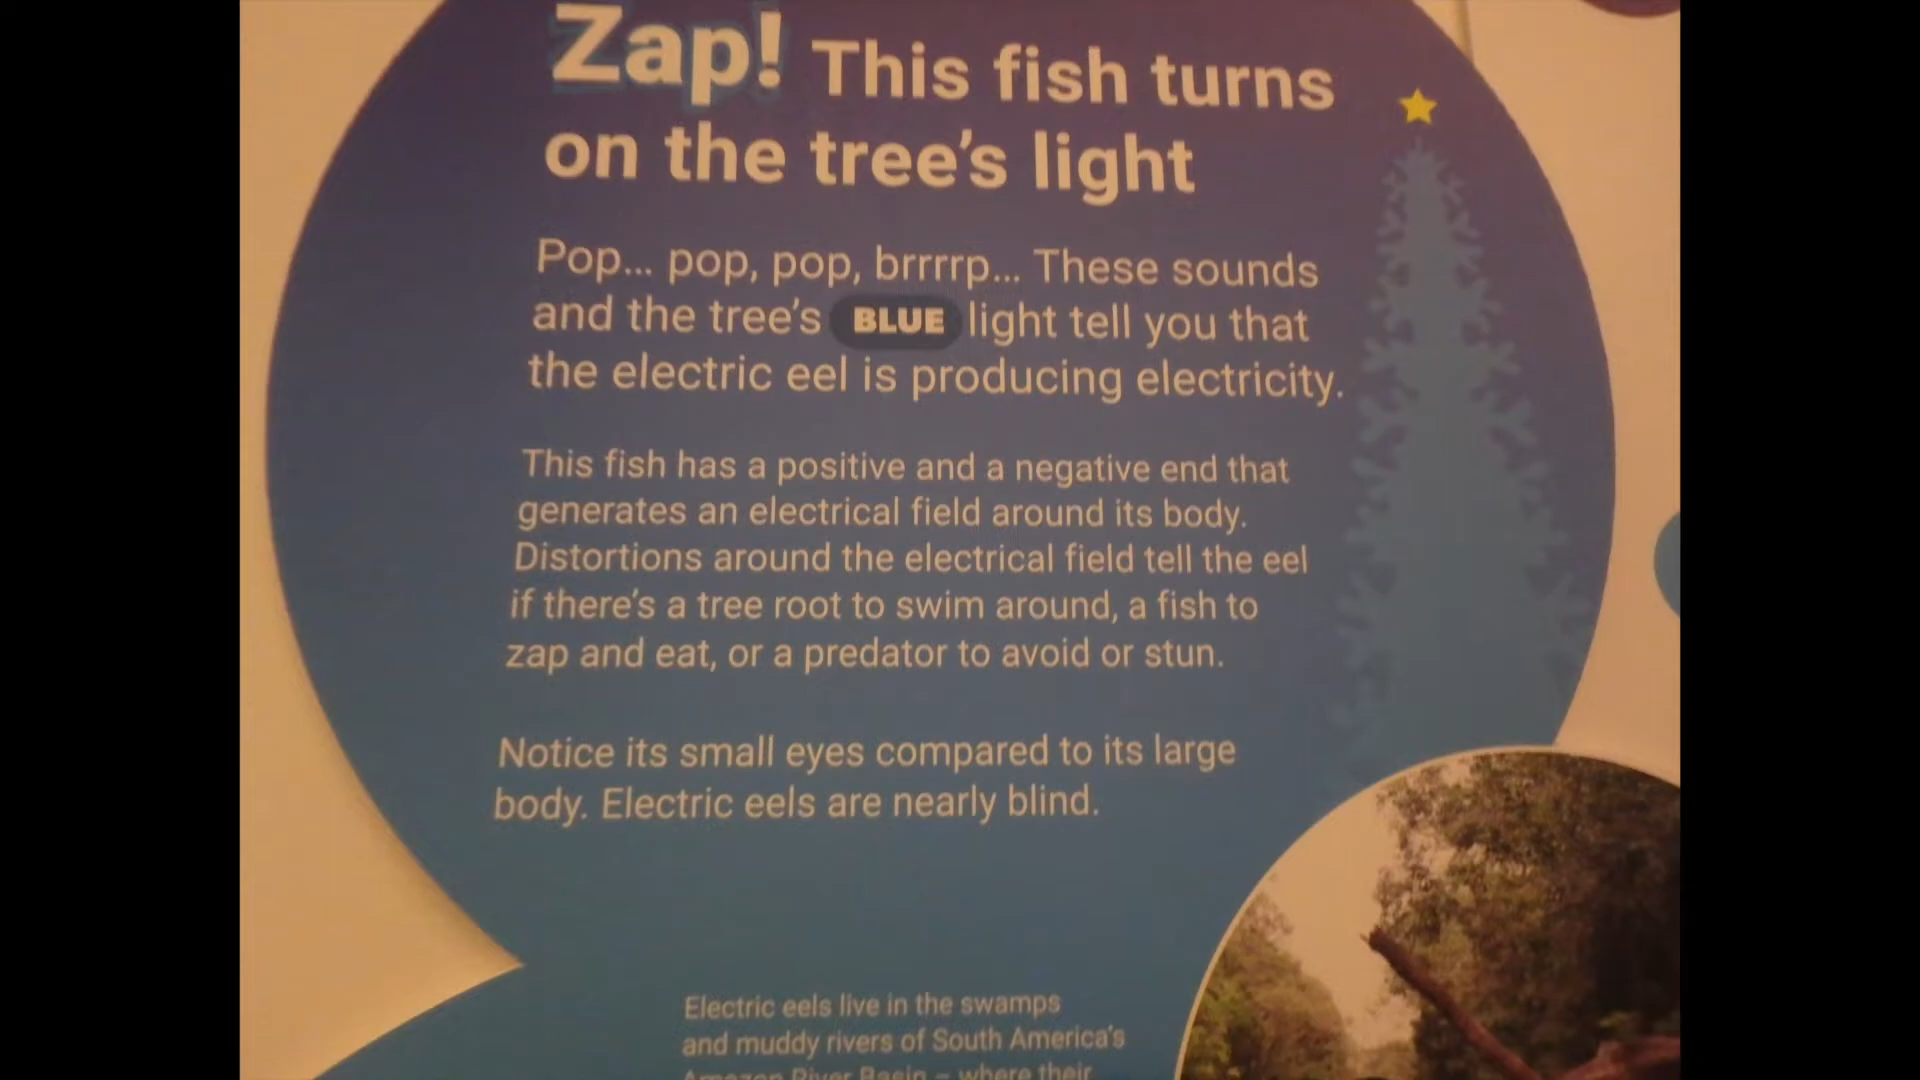 Zap! This fish turns
on the tree's light
Pop... pop, pop, brrrrp... These sounds
and the tree's BLUE light tell you that
the electric eel is producing electricity.
This fish has a positive and a negative end that
generates an electrical field around its body.
Distortions around the electrical field tell the eel
if there's a tree root to swim around, a fish to
zap and eat, or a predator to avoid or stun.
Notice its small eyes compared to its large
body. Electric eels are nearly blind.
Electric eels live in the swamps
and muddy rivers of South America's
Amazon River Basin – where their